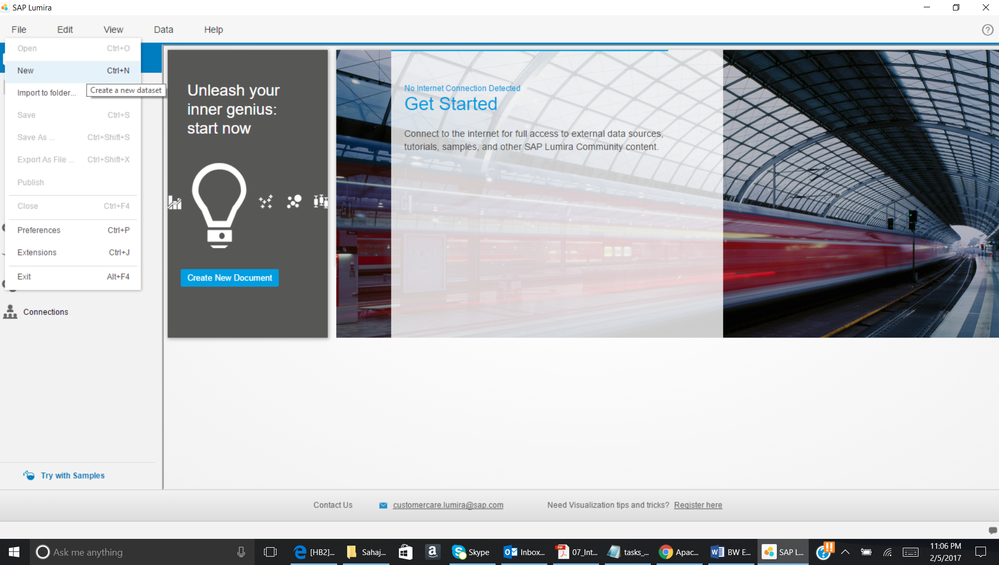 SAP Lumira
File Edit View Data Help
Open Ctrl+O
New Ctrl+N
Create a new dataset
Import to folder...
Save Ctrl+S
Save As ... Ctrl+Shift+S
Export As File ... Ctrl+Shift+X
Publish
Close Ctrl+F4
Preferences Ctrl+P
Extensions Ctrl+J
Exit Alt+F4
Connections
Try with Samples
Unleash your
inner genius:
start now
Create New Document
No Internet Connection Detected
Get Started
Connect to the internet for full access to external data sources,
tutorials, samples, and other SAP Lumira Community content.
Contact Us customercare.lumira@sap.com Need Visualization tips and tricks? Register here
Ask me anything
[HB2]... Sahaj... Skype Inbox... 07_Int... tasks_... Apac... BW E... SAP L...
11:06 PM
2/5/2017